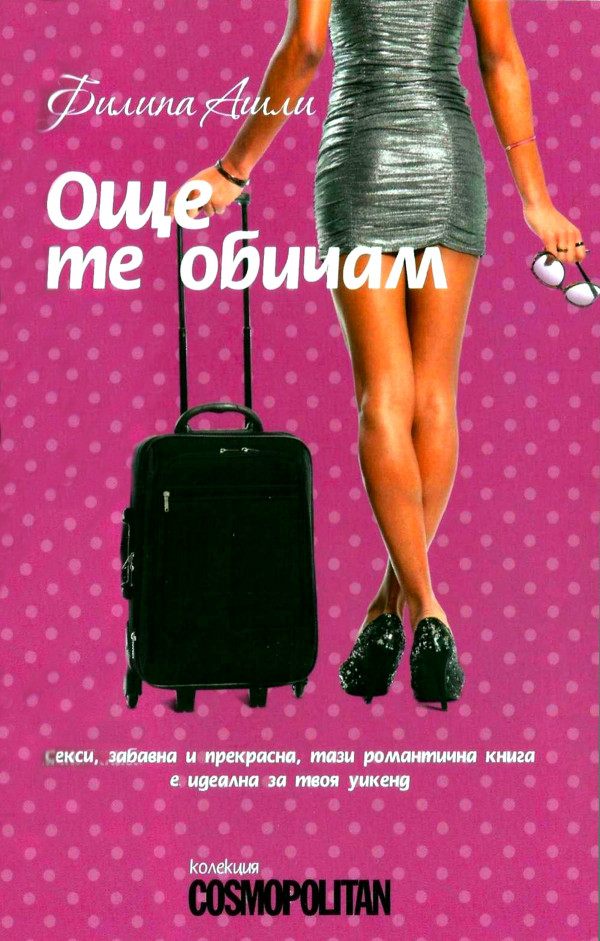 Филипа Ашли
Още
те обичам
секси, забавна и прекрасна, тази романтична книга
е идеална за твоя уикенд
колекция
COSMOPOLITAN